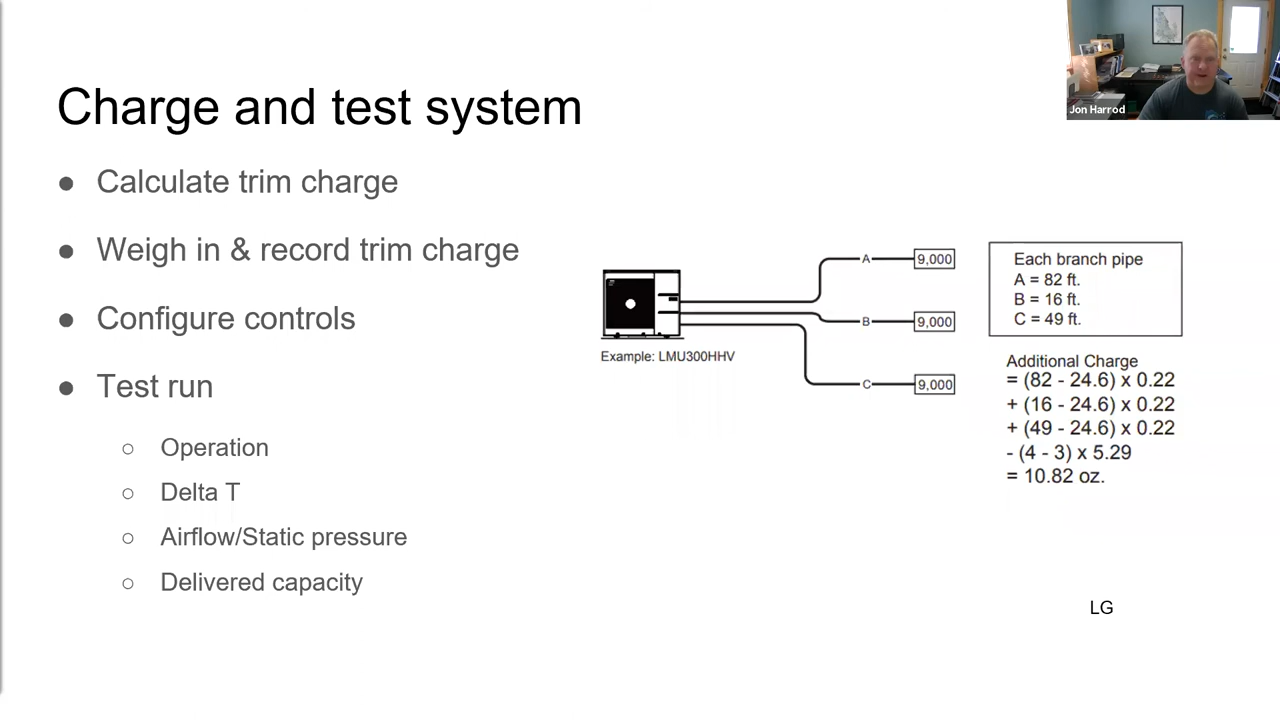 Jon Harrod
Charge and test system
● Calculate trim charge
● Weigh in & record trim charge
● Configure controls
● Test run
○ Operation
○ Delta T
○ Airflow/Static pressure
○ Delivered capacity
A
9,000
B
9,000
C
9,000
Example: LMU300HHV
Each branch pipe
A = 82 ft.
B = 16 ft.
C = 49 ft.
Additional Charge
= (82 - 24.6) x 0.22
+ (16 - 24.6) x 0.22
+ (49 - 24.6) x 0.22
- (4 - 3) x 5.29
= 10.82 oz.
LG